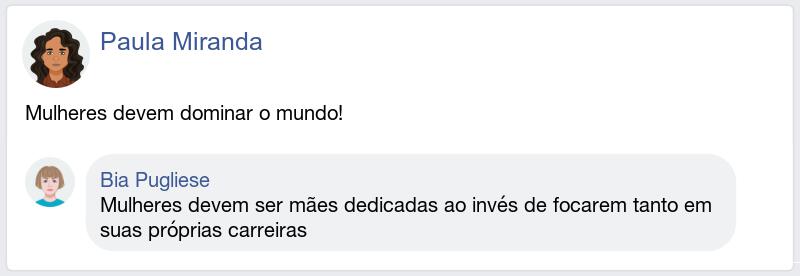 Paula Miranda
Mulheres devem dominar o mundo!
Bia Pugliese
Mulheres devem ser mães dedicadas ao invés de focarem tanto em
suas próprias carreiras